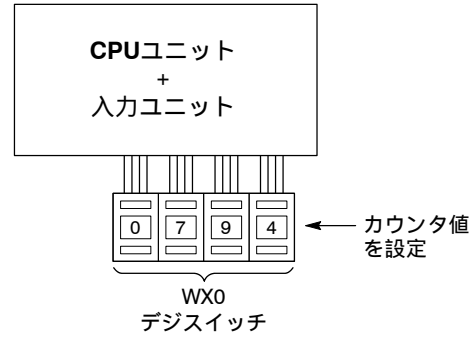 CPUユニット
+
入力ユニット
0 7 9 4
カウンタ値
を設定
WX0
デジスイッチ